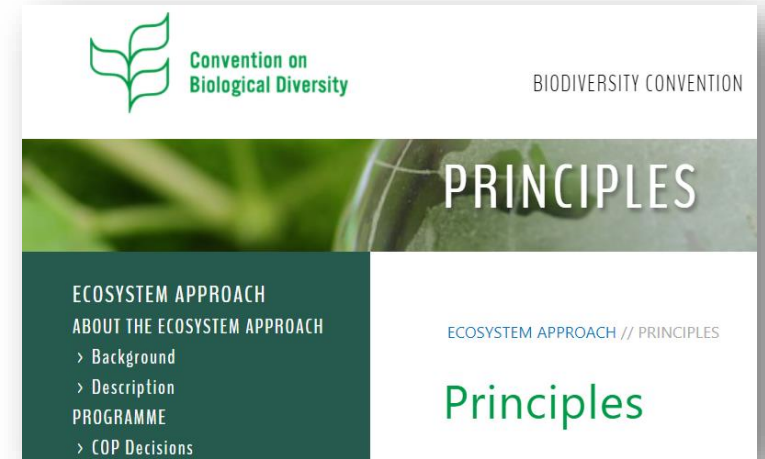 Convention on
Biological Diversity
BIODIVERSITY CONVENTION
PRINCIPLES
ECOSYSTEM APPROACH
ABOUT THE ECOSYSTEM APPROACH
> Background
> Description
PROGRAMME
> COP Decisions
ECOSYSTEM APPROACH // PRINCIPLES
Principles